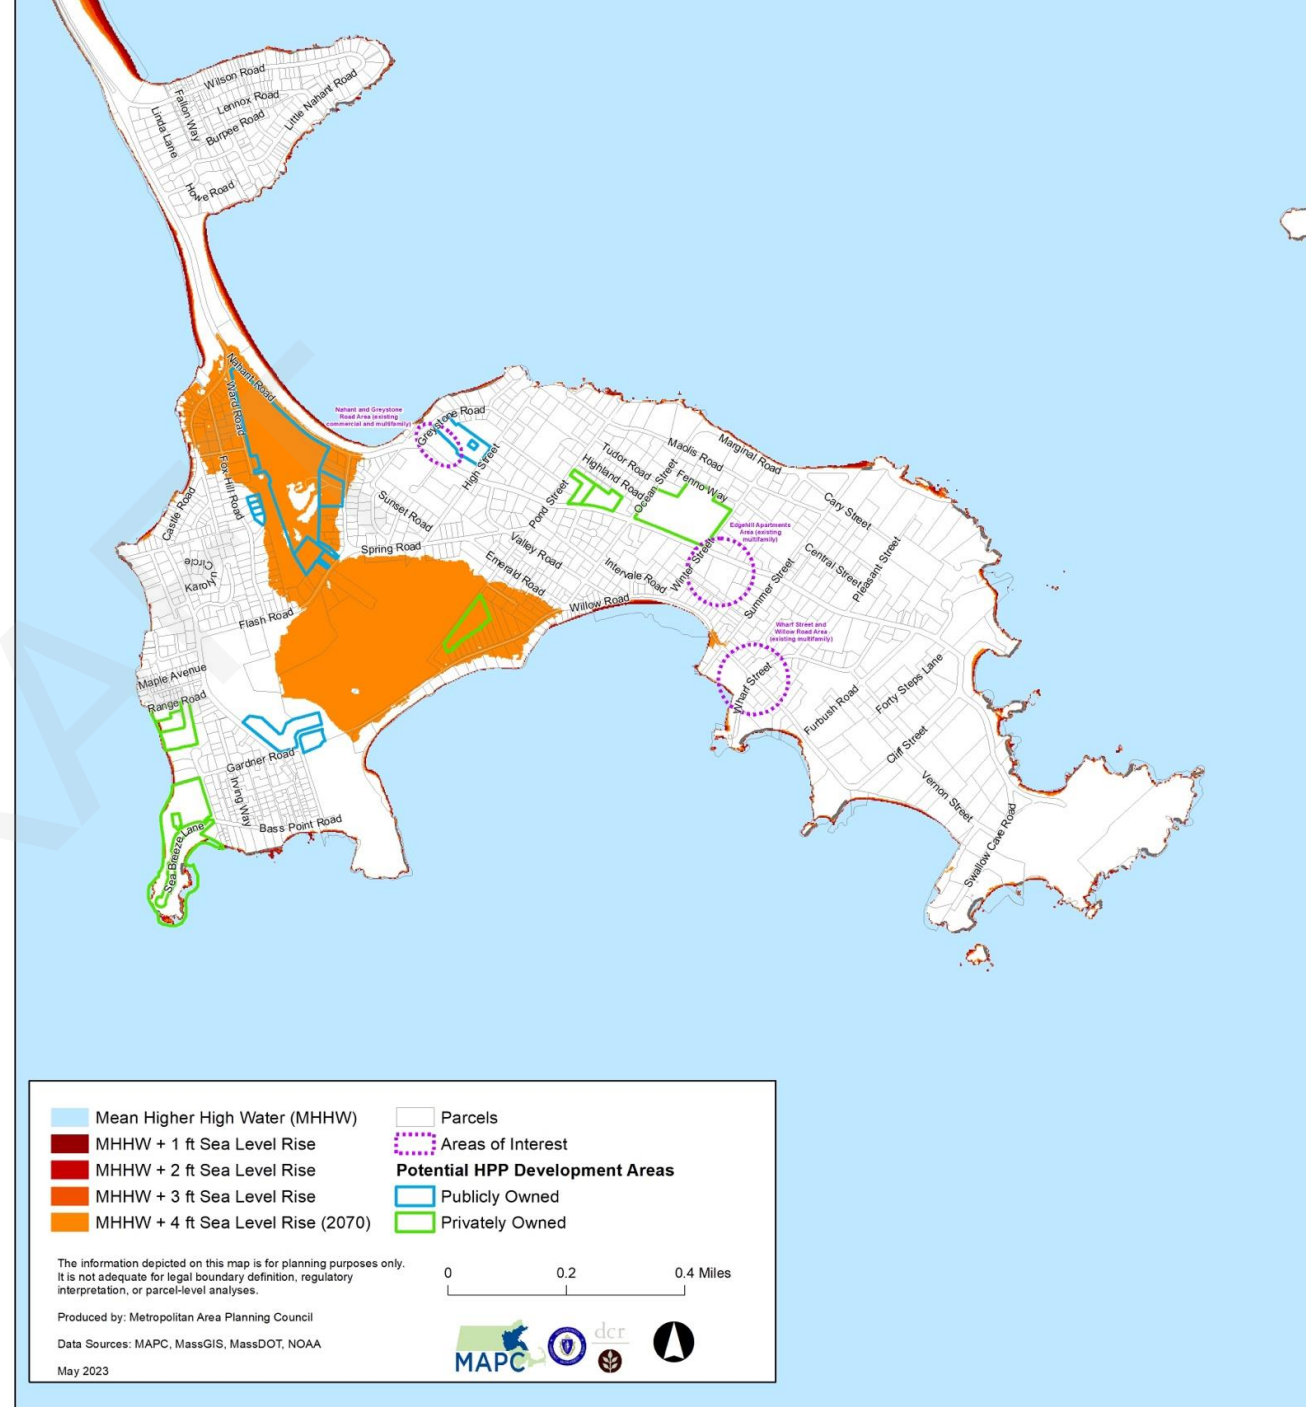 Wilson Road
Fallon Way
Lennox Road
Little Nahant Road
Linda Lane
Burpee Road
Howe Road
Nahant Road
Ward Road
Nahant and Greystone
Road Area (existing
commercial and multifamily)
Greystone Road
High Street
Marginal Road
Maolis Road
Tudor Road
Highland Road
Ocean Street
Fenno Way
Fox Hill Road
Castle Road
Sunset Road
Pond Street
Cary Street
Edgehill Apartments
Area (existing
multifamily)
Spring Road
Valley Road
Emerald Road
Intervale Road
Winter Street
Central Street
Pleasant Street
Summer Street
Circle
Karolyn
Flash Road
Willow Road
Wharf Street and
Willow Road Area
(existing multifamily)
Maple Avenue
Range Road
Wharf Street
Furbush Road
Forty Steps Lane
Gardner Road
Cliff Street
Irving Way
Vernon Street
Bass Point Road
Sea Breeze Lane
Swallow Cave Road
Mean Higher High Water (MHHW)
MHHW + 1 ft Sea Level Rise
MHHW + 2 ft Sea Level Rise
MHHW + 3 ft Sea Level Rise
MHHW + 4 ft Sea Level Rise (2070)
Parcels
Areas of Interest
Potential HPP Development Areas
Publicly Owned
Privately Owned
The information depicted on this map is for planning purposes only.
It is not adequate for legal boundary definition, regulatory
interpretation, or parcel-level analyses.
Produced by: Metropolitan Area Planning Council
Data Sources: MAPC, MassGIS, MassDOT, NOAA
May 2023
0 0.2 0.4 Miles
MAPC
dcr